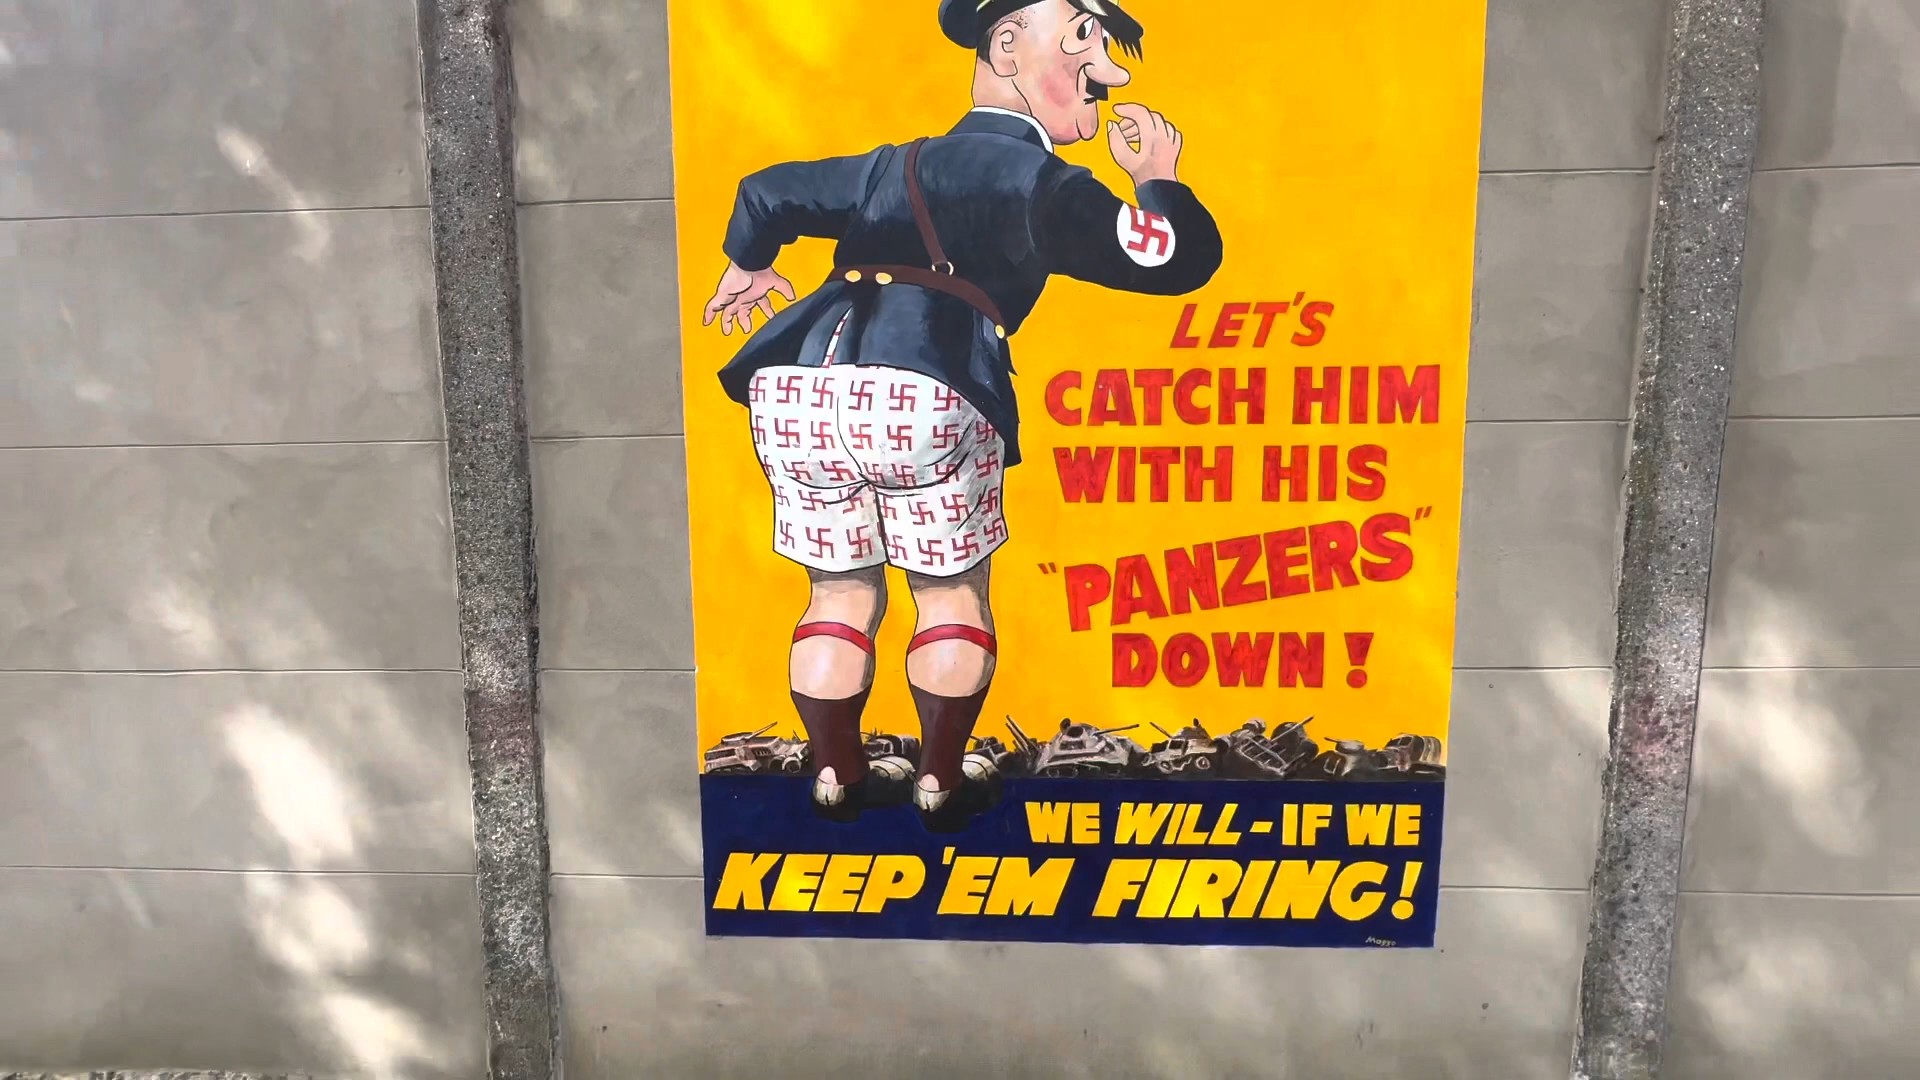 LET'S
CATCH HIM
WITH HIS
"PANZERS"
DOWN!
WE WILL-IF WE
KEEP 'EM FIRING!